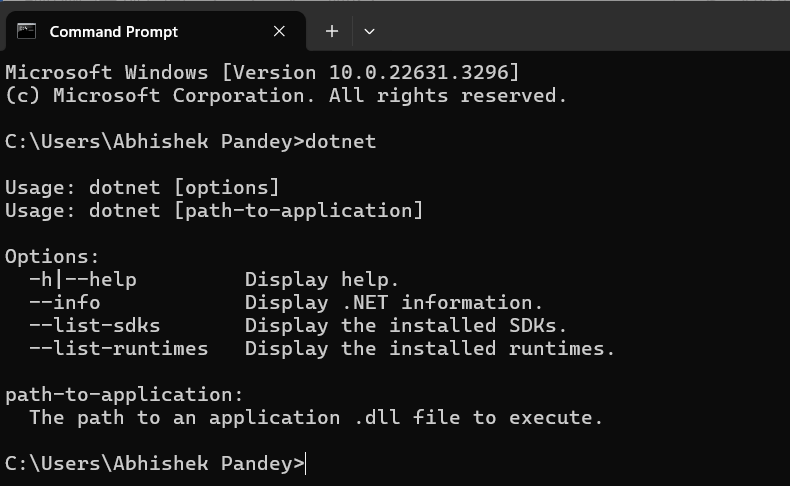 Command Prompt
Microsoft Windows [Version 10.0.22631.3296]
(c) Microsoft Corporation. All rights reserved.
C:\Users\Abhishek Pandey>dotnet
Usage: dotnet [options]
Usage: dotnet [path-to-application]
Options:
  -h|--help         Display help.
  --info            Display .NET information.
  --list-sdks       Display the installed SDKs.
  --list-runtimes   Display the installed runtimes.
path-to-application:
  The path to an application .dll file to execute.
C:\Users\Abhishek Pandey>